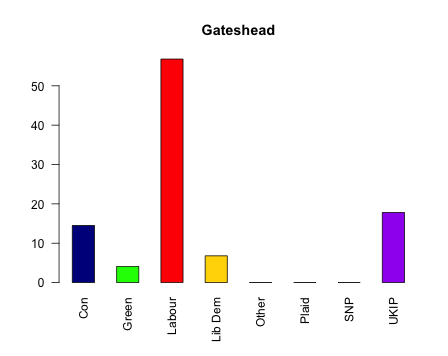 Gateshead
50
40
30
20
10
0
Con
Green
Labour
Lib Dem
Other
Plaid
SNP
UKIP